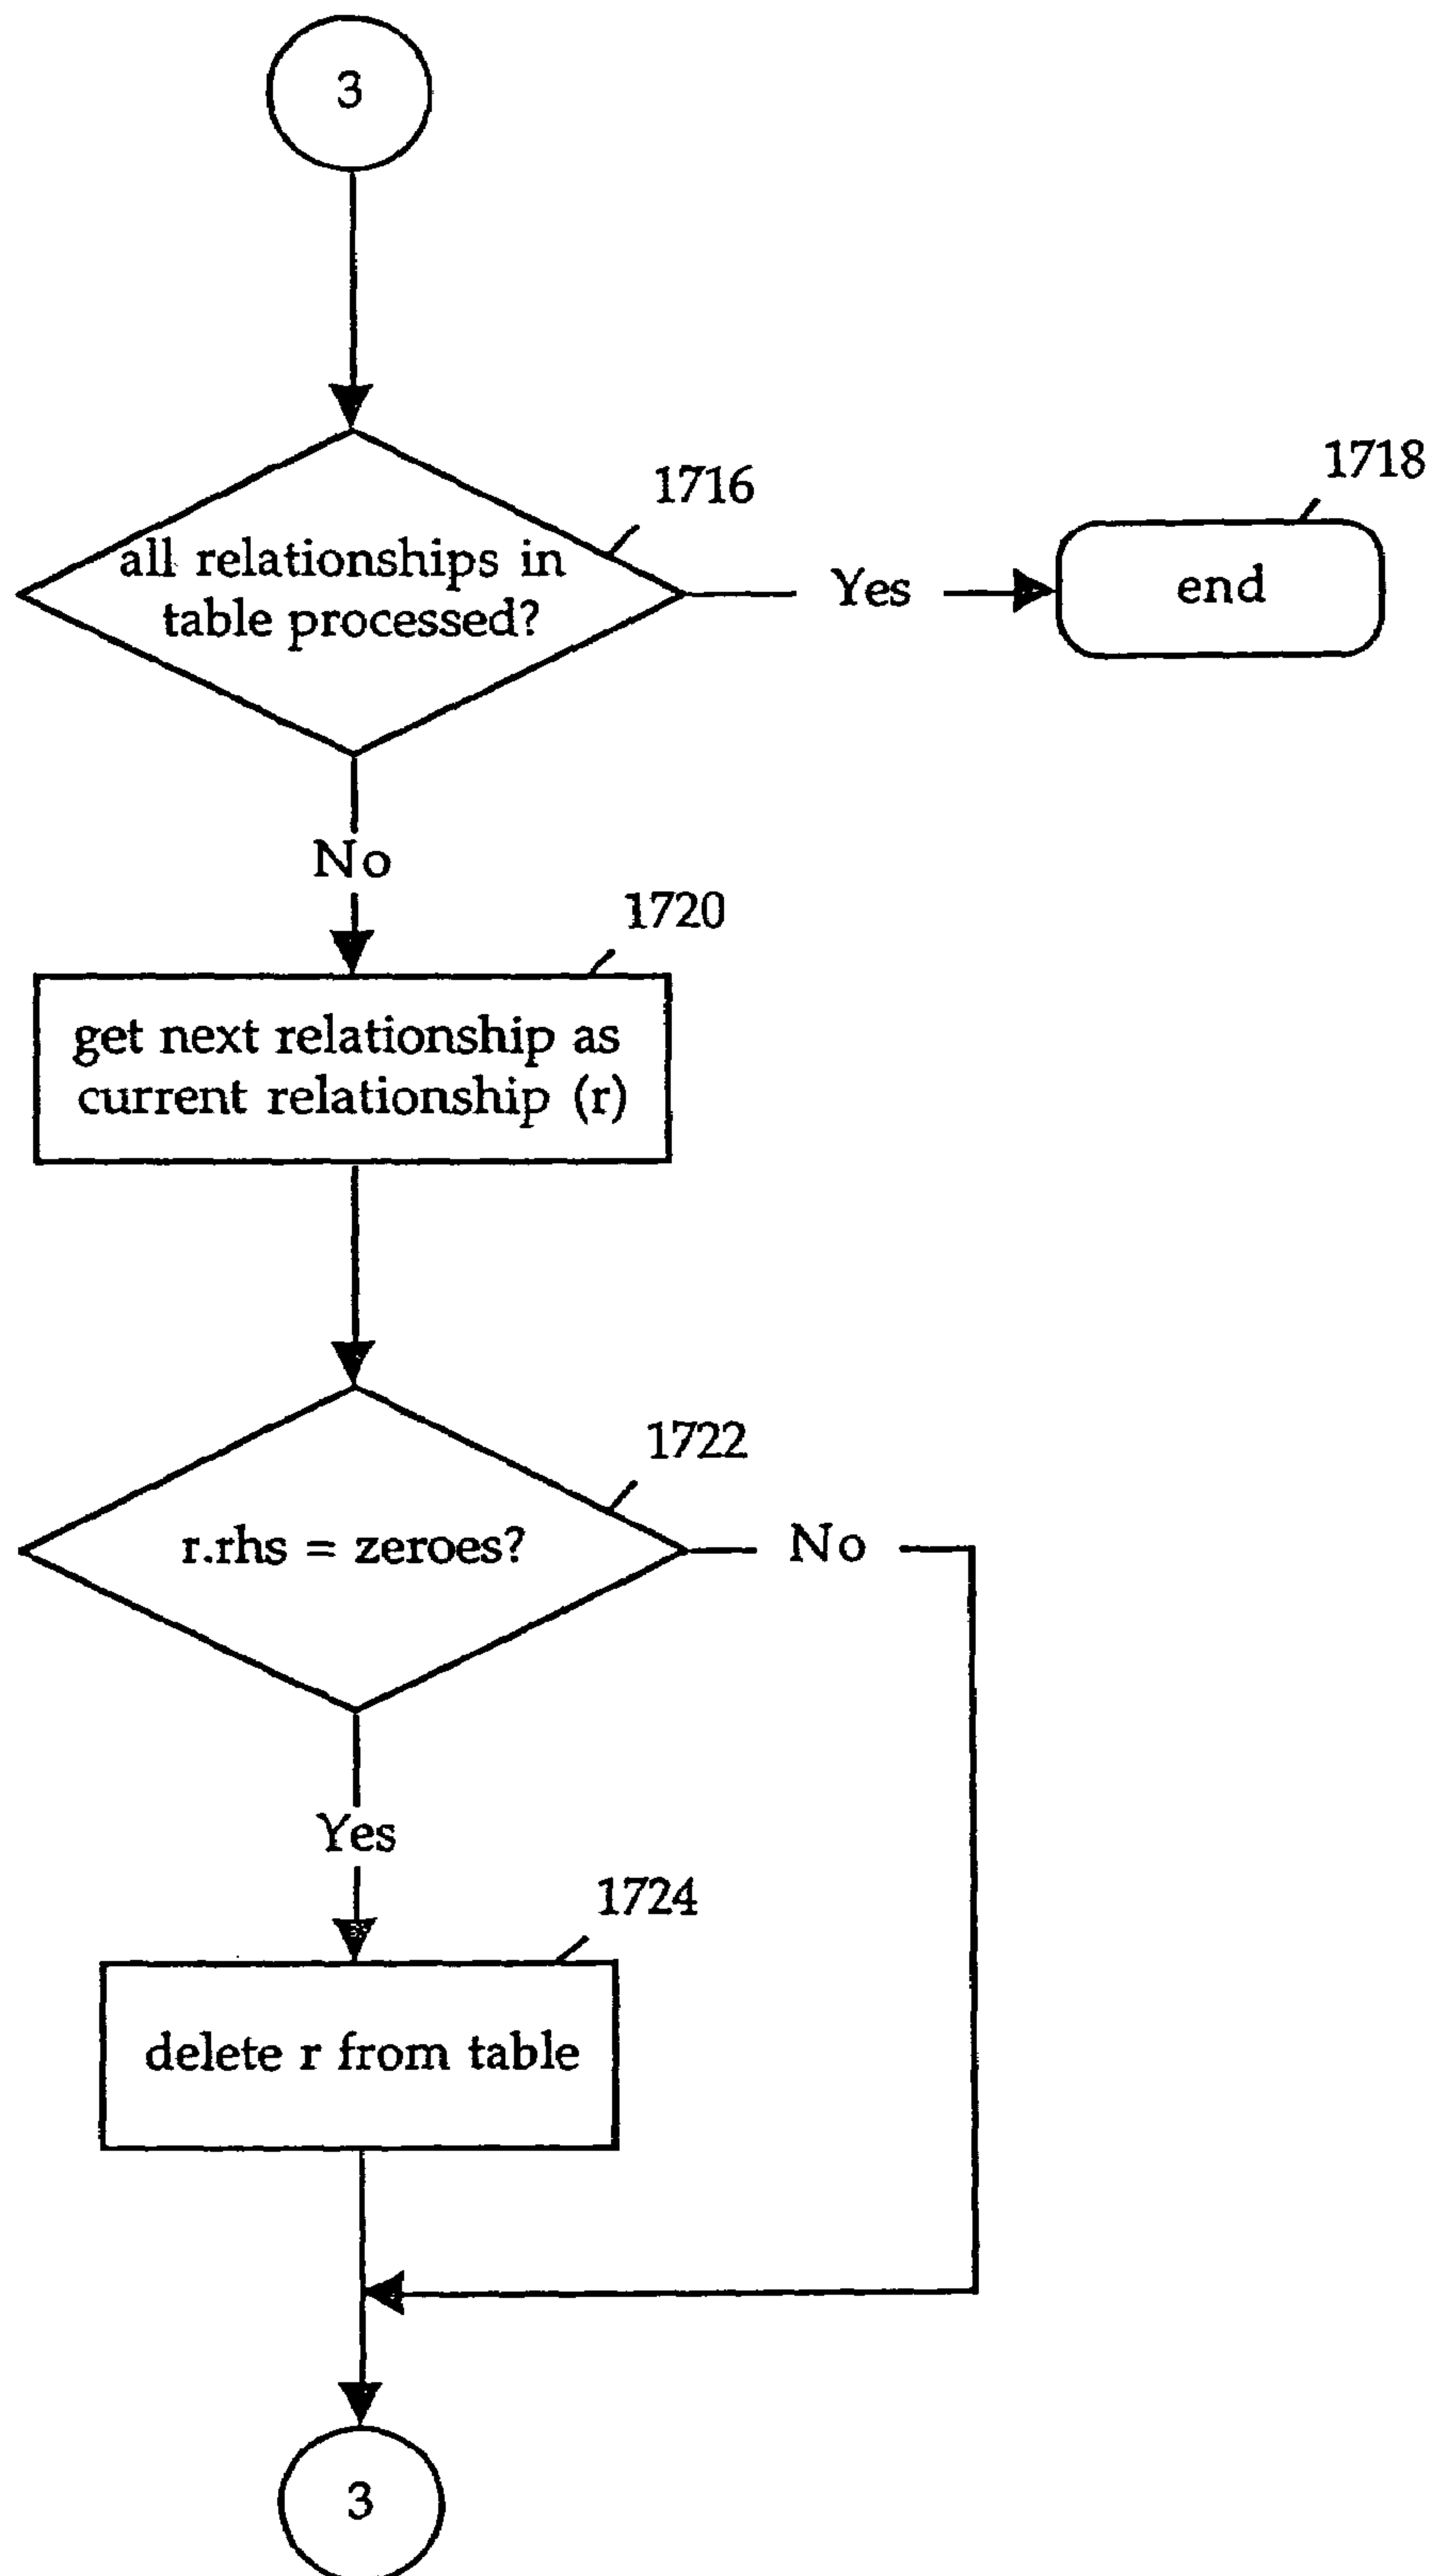 3
1716
all relationships in
table processed?
Yes
1718
end
No
1720
get next relationship as
current relationship (r)
1722
r.rhs = zeroes?
No
Yes
1724
delete r from table
3